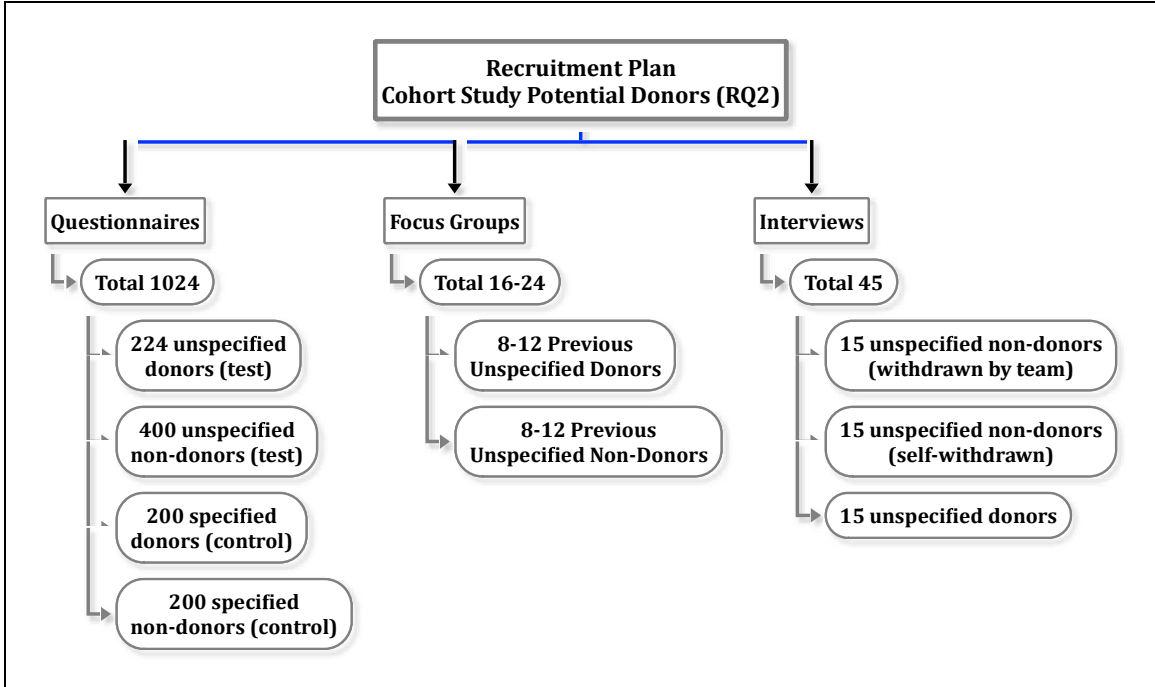 Recruitment Plan
Cohort Study Potential Donors (RQ2)
Questionnaires
Total 1024
224 unspecified
donors (test)
400 unspecified
non-donors (test)
200 specified
donors (control)
200 specified
non-donors (control)
Focus Groups
Total 16-24
8-12 Previous
Unspecified Donors
8-12 Previous
Unspecified Non-Donors
Interviews
Total 45
15 unspecified non-donors
(withdrawn by team)
15 unspecified non-donors
(self-withdrawn)
15 unspecified donors